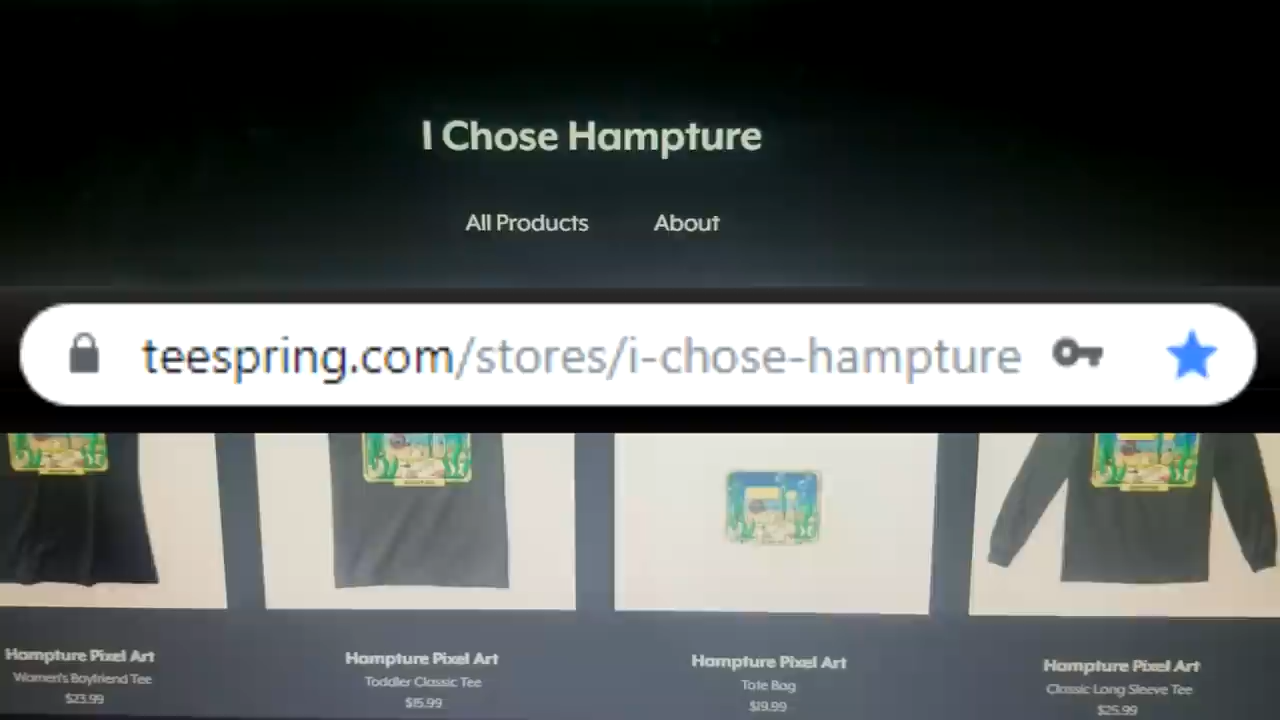 I Chose Hampture
All Products About
teespring.com/stores/i-chose-hampture
Hampture Pixel Art
Women's Boyfriend Tee
$23.99
Hampture Pixel Art
Toddler Classic Tee
$15.99
Hampture Pixel Art
Tote Bag
$19.99
Hampture Pixel Art
Classic Long Sleeve Tee
$25.99